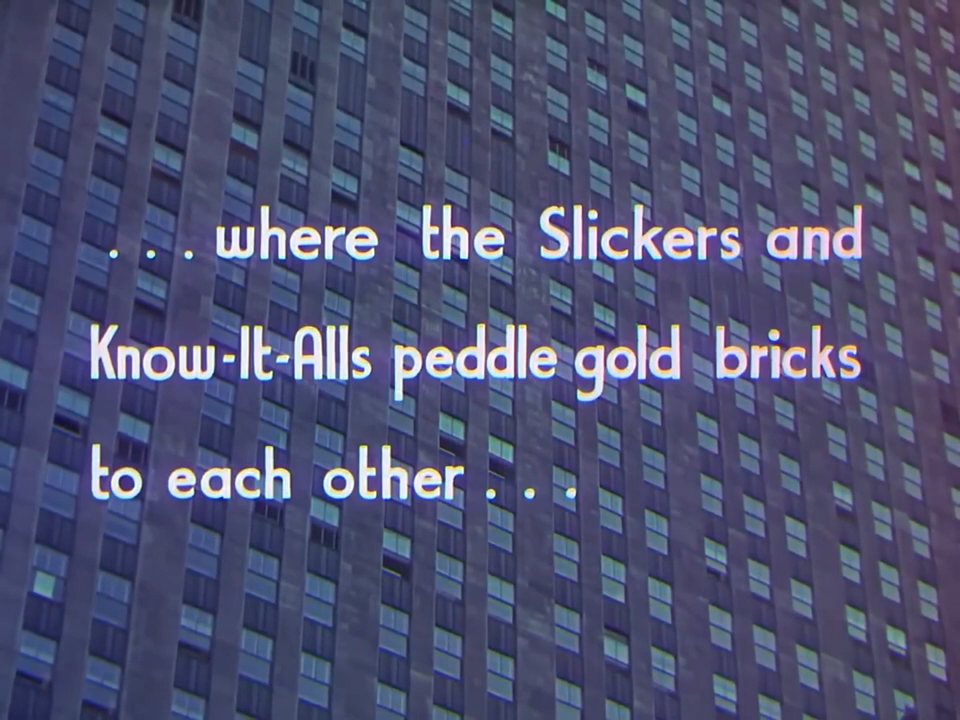 . . . where the Slickers and
Know-It-Alls peddle gold bricks
to each other . . .